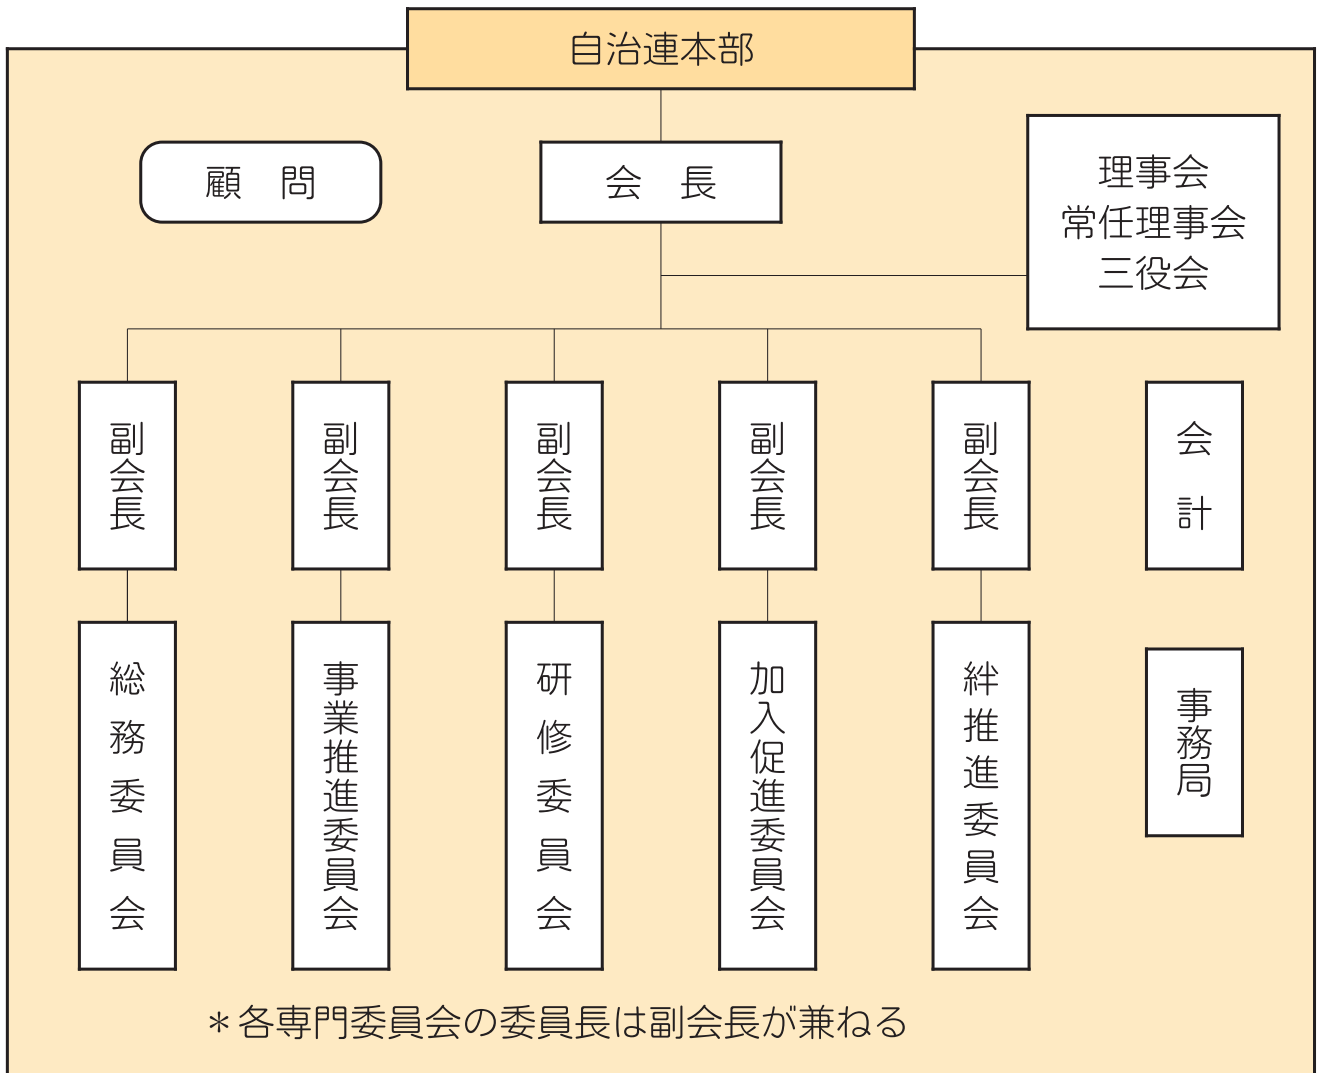 自治連本部
顧　問
会　長
理事会
常任理事会
三役会
副会長
副会長
副会長
副会長
副会長
会　計
総務委員会
事業推進委員会
研修委員会
加入促進委員会
絆推進委員会
事務局
＊各専門委員会の委員長は副会長が兼ねる